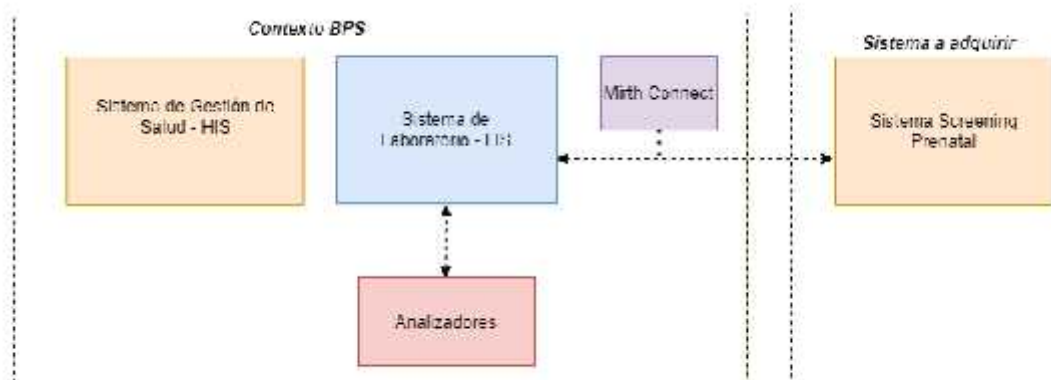 Contexto BPS
Sistema a adquirir
Sistema de Gestión de
Salud - HIS
Sistema de
Laboratorio - LIS
Mirth Connect
Sistema Screening
Prenatal
Analizadores